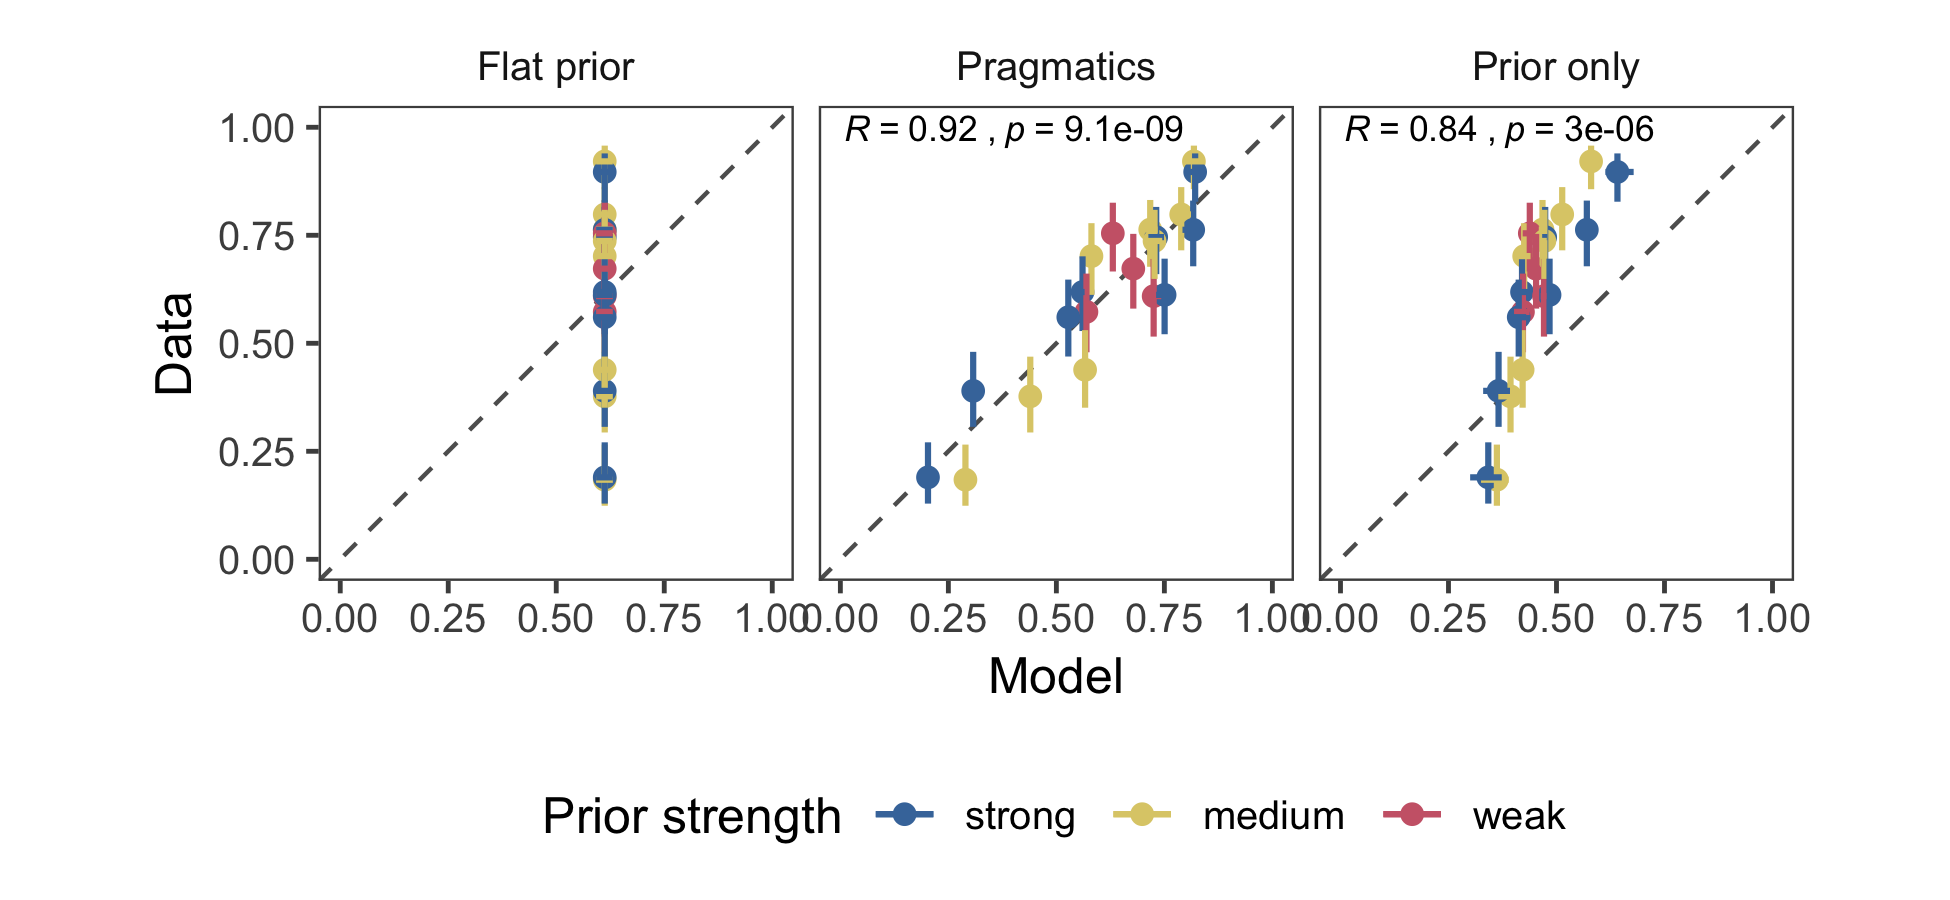 Flat prior Pragmatics Prior only
R = 0.92 , p = 9.1e-09 R = 0.84 , p = 3e-06
1.00
0.75
0.50
0.25
0.00
Data
0.00 0.25 0.50 0.75 1.00 0.00 0.25 0.50 0.75 1.00 0.00 0.25 0.50 0.75 1.00
Model
Prior strength strong medium weak